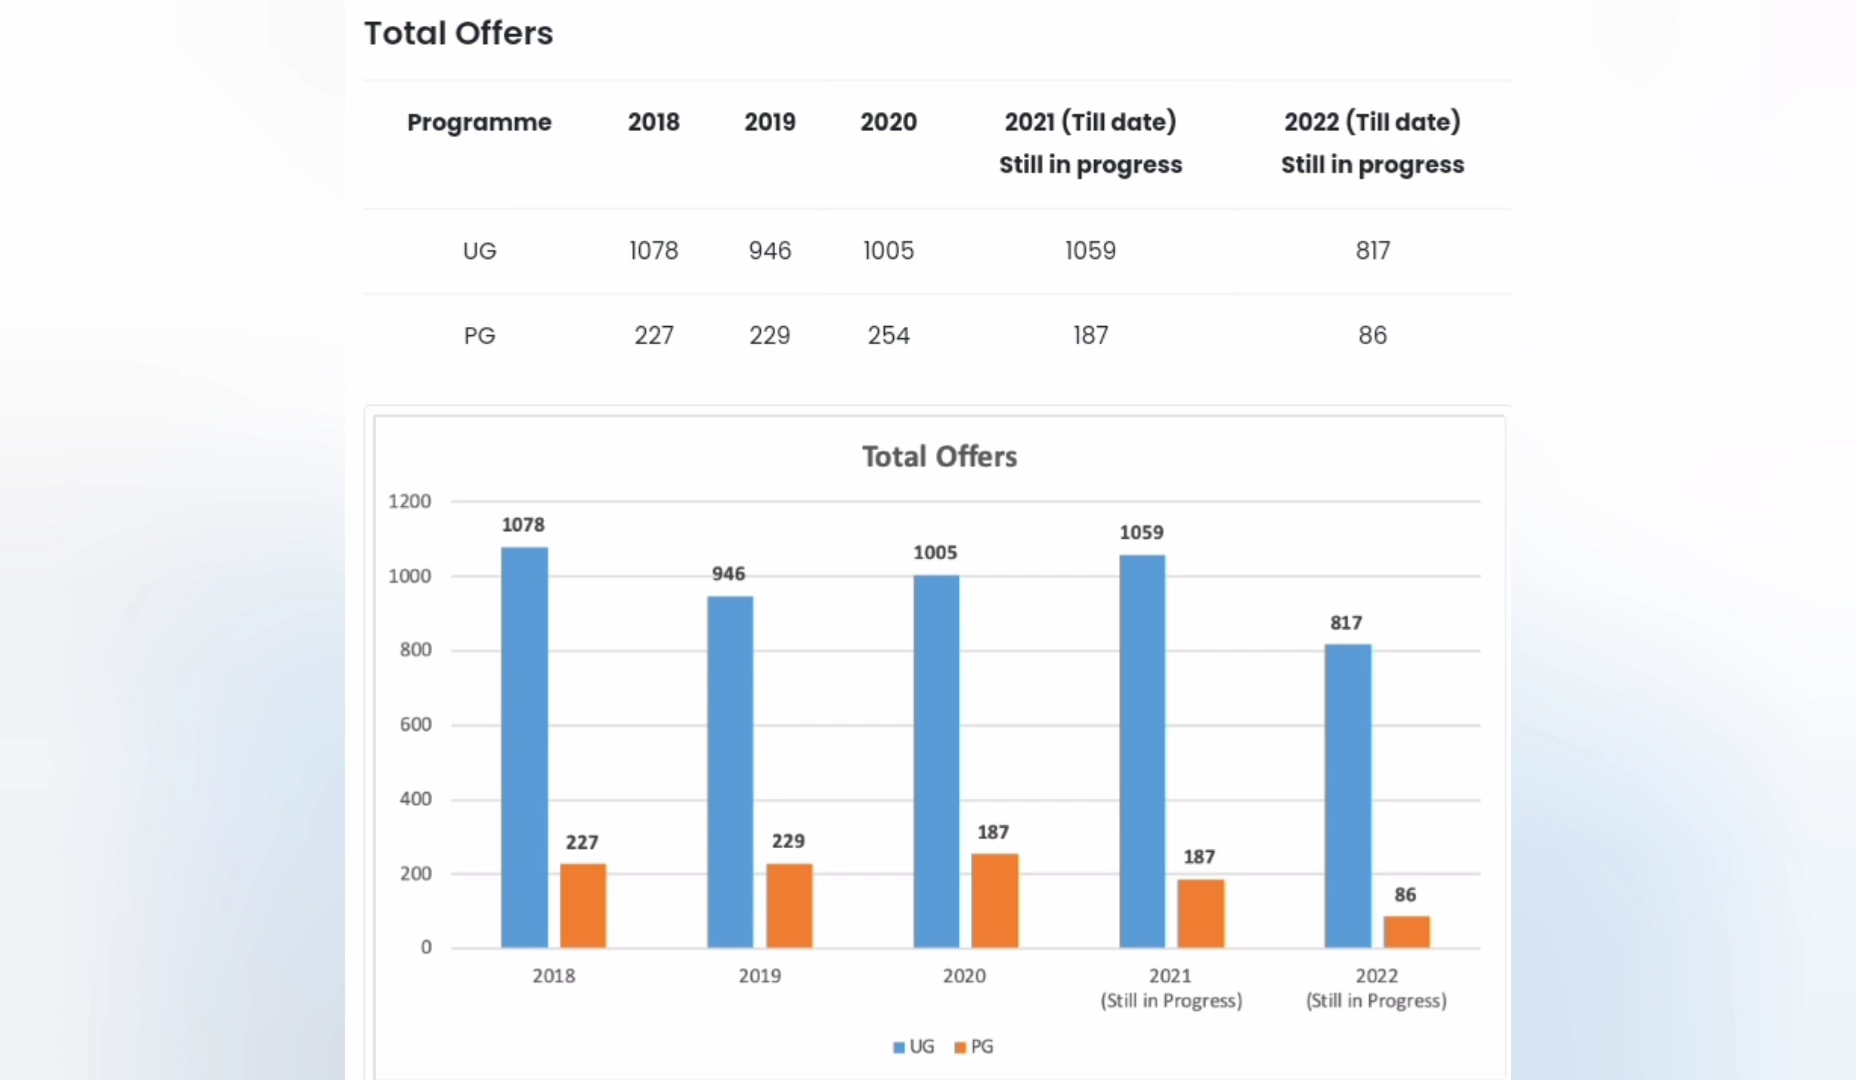 Total Offers
Programme 2018 2019 2020 2021 (Till date) 2022 (Till date)
Still in progress Still in progress
UG 1078 946 1005 1059 817
PG 227 229 254 187 86
Total Offers
1200
1078
1059
1005
1000
946
817
800
600
400
227
229
187
187
200
86
0
2018 2019 2020 2021 2022
(Still in Progress) (Still in Progress)
UG PG